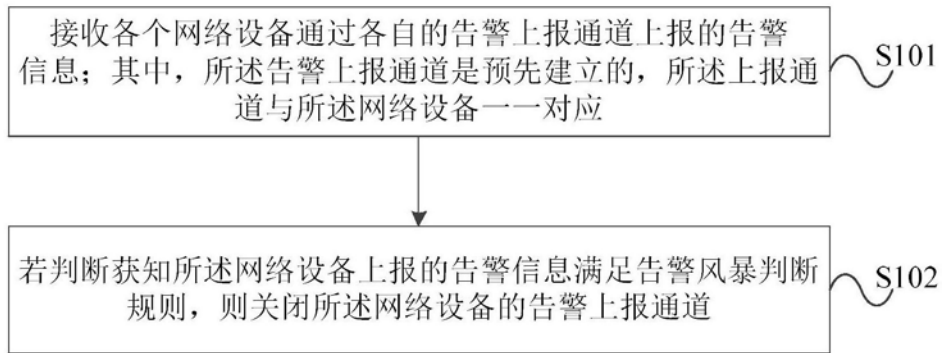 接收各个网络设备通过各自的告警上报通道上报的告警
信息；其中，所述告警上报通道是预先建立的，所述上报通
道与所述网络设备一一对应
S101
若判断获知所述网络设备上报的告警信息满足告警风暴判断
规则，则关闭所述网络设备的告警上报通道
S102